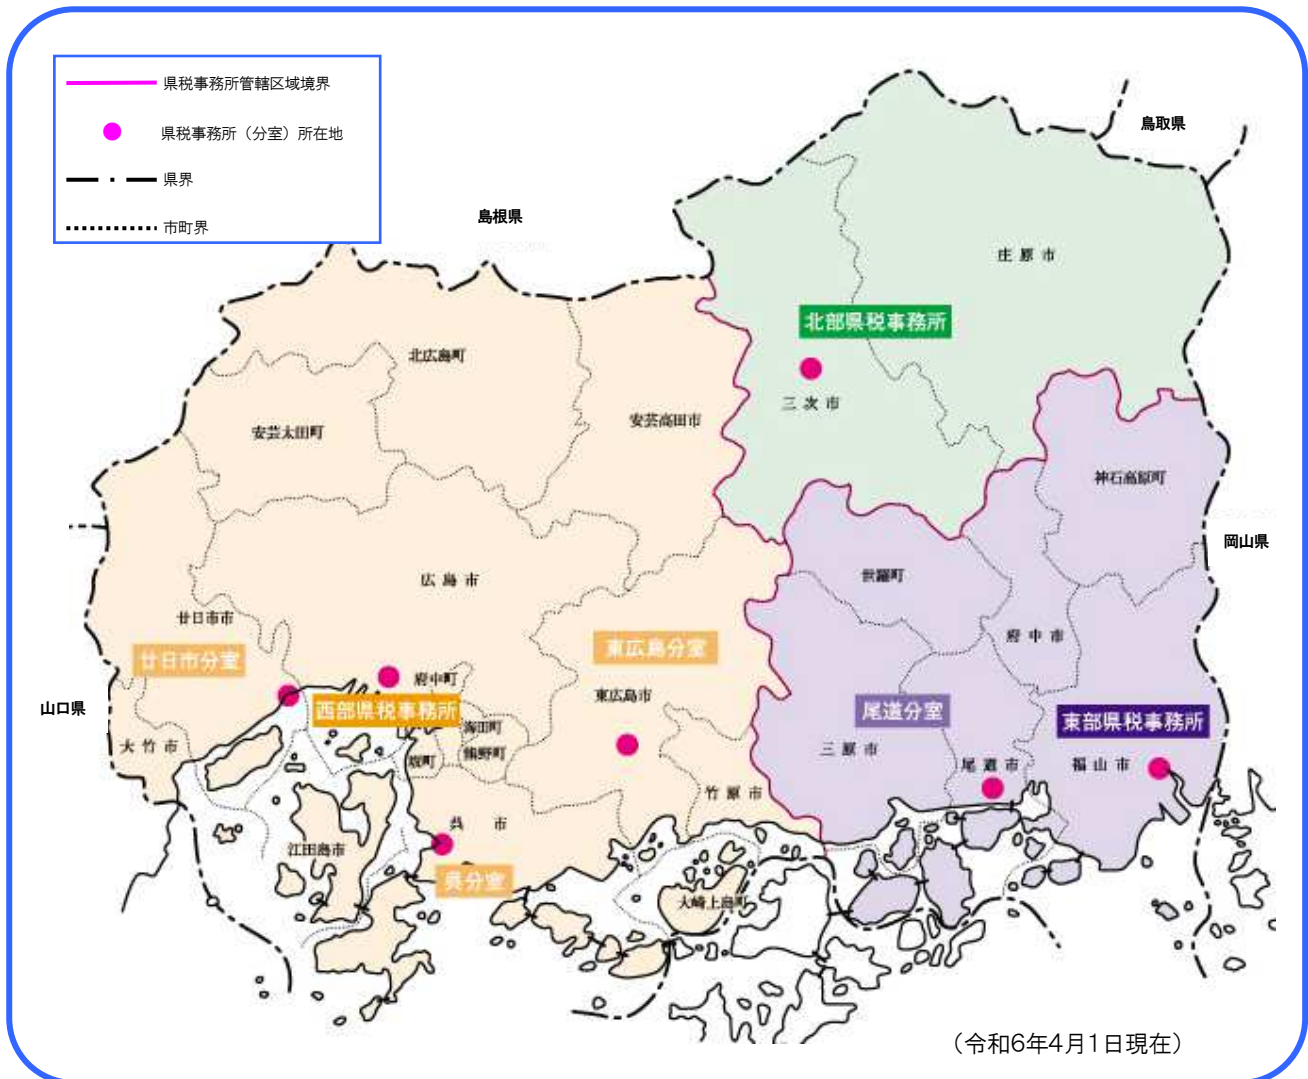 県税事務所管轄区域境界
県税事務所（分室）所在地
県界
市町界
鳥取県
島根県
庄原市
北部県税事務所
北広島町
三次市
安芸高田市
安芸太田町
神石高原町
岡山県
世羅町
広島市
廿日市市
府中市
東広島分室
廿日市分室
府中町
東広島市
山口県
西部県税事務所
尾道分室
東部県税事務所
海田町
大竹市
熊野町
三原市
坂町
尾道市
福山市
竹原市
呉市
江田島市
呉分室
大崎上島町
（令和6年4月1日現在）